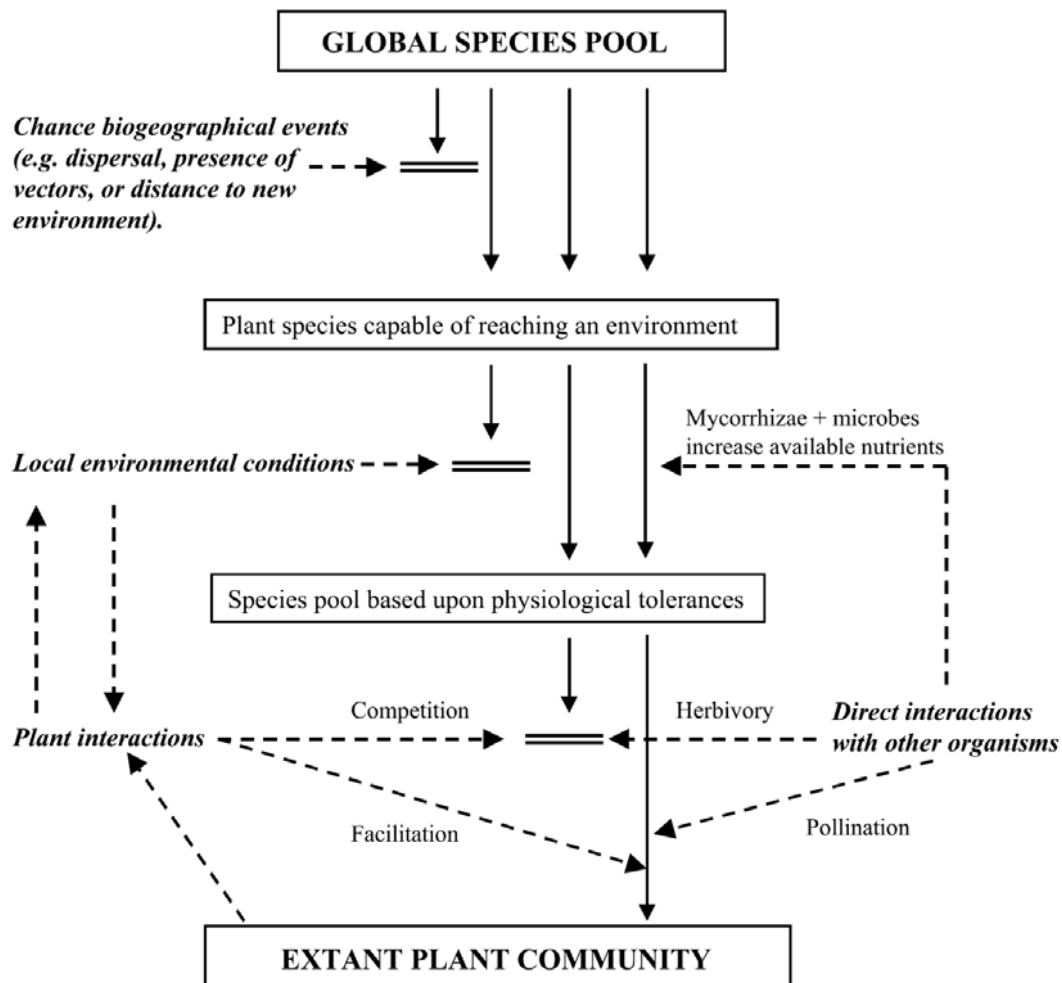 GLOBAL SPECIES POOL
Chance biogeographical events
(e.g. dispersal, presence of
vectors, or distance to new
environment).
Plant species capable of reaching an environment
Mycorrhizae + microbes
increase available nutrients
Local environmental conditions
Species pool based upon physiological tolerances
Competition
Herbivory
Direct interactions
with other organisms
Plant interactions
Facilitation
Pollination
EXTANT PLANT COMMUNITY